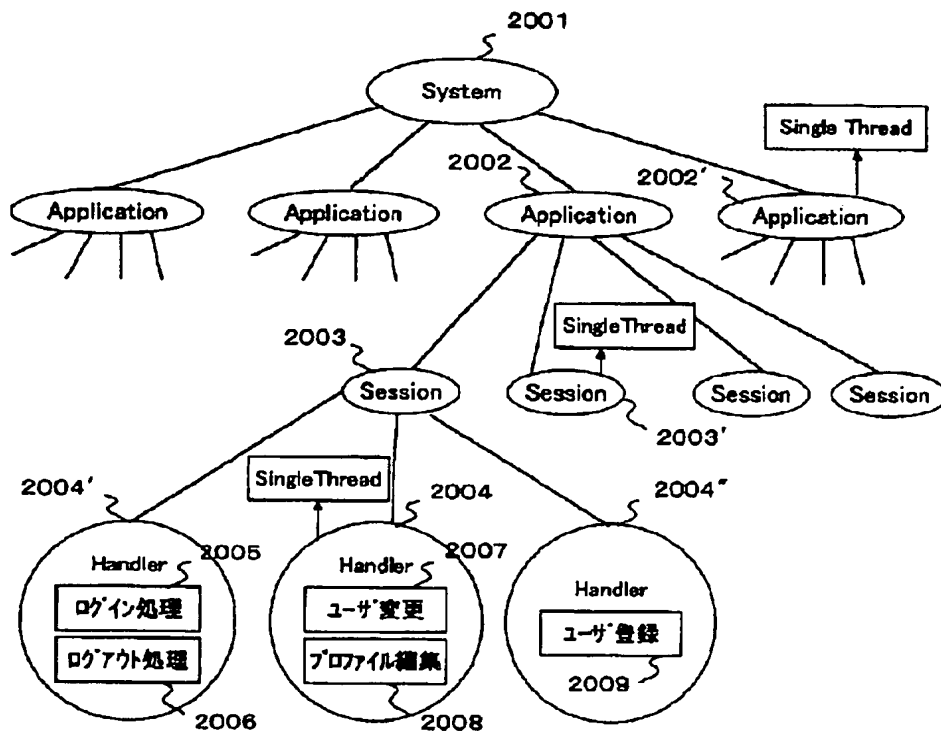 2001
System
Single Thread
2002
2002'
Application
Application
Application
Application
SingleThread
2003
Session
Session
Session
Session
2003'
SingleThread
2004'
2004
2004"
Handler
2005
ログイン処理
ログアウト処理
2006
Handler
2007
ユーザ変更
プロファイル編集
2008
Handler
ユーザ登録
2009